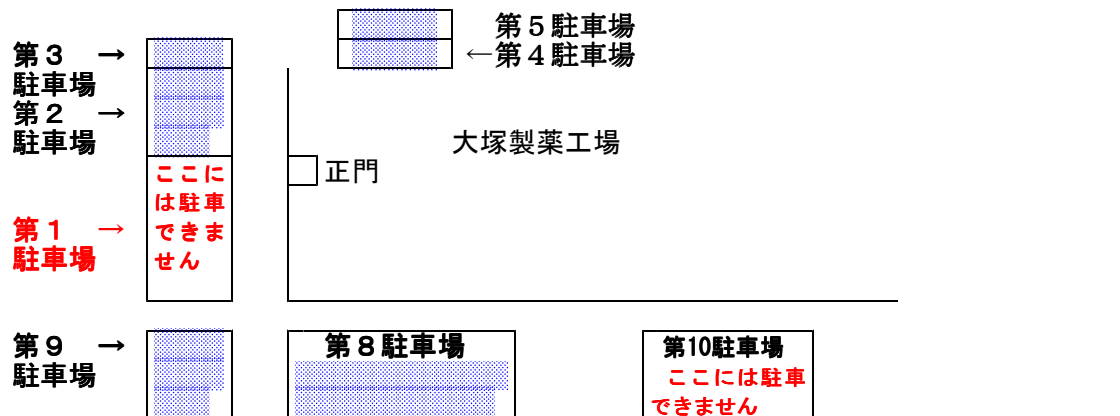 第５駐車場
←第４駐車場
第３　→
駐車場
第２　→
駐車場
大塚製薬工場
正門
ここに
は駐車
できま
せん
第１　→
駐車場
第９　→
駐車場
第８駐車場
第10駐車場
ここには駐車
できません